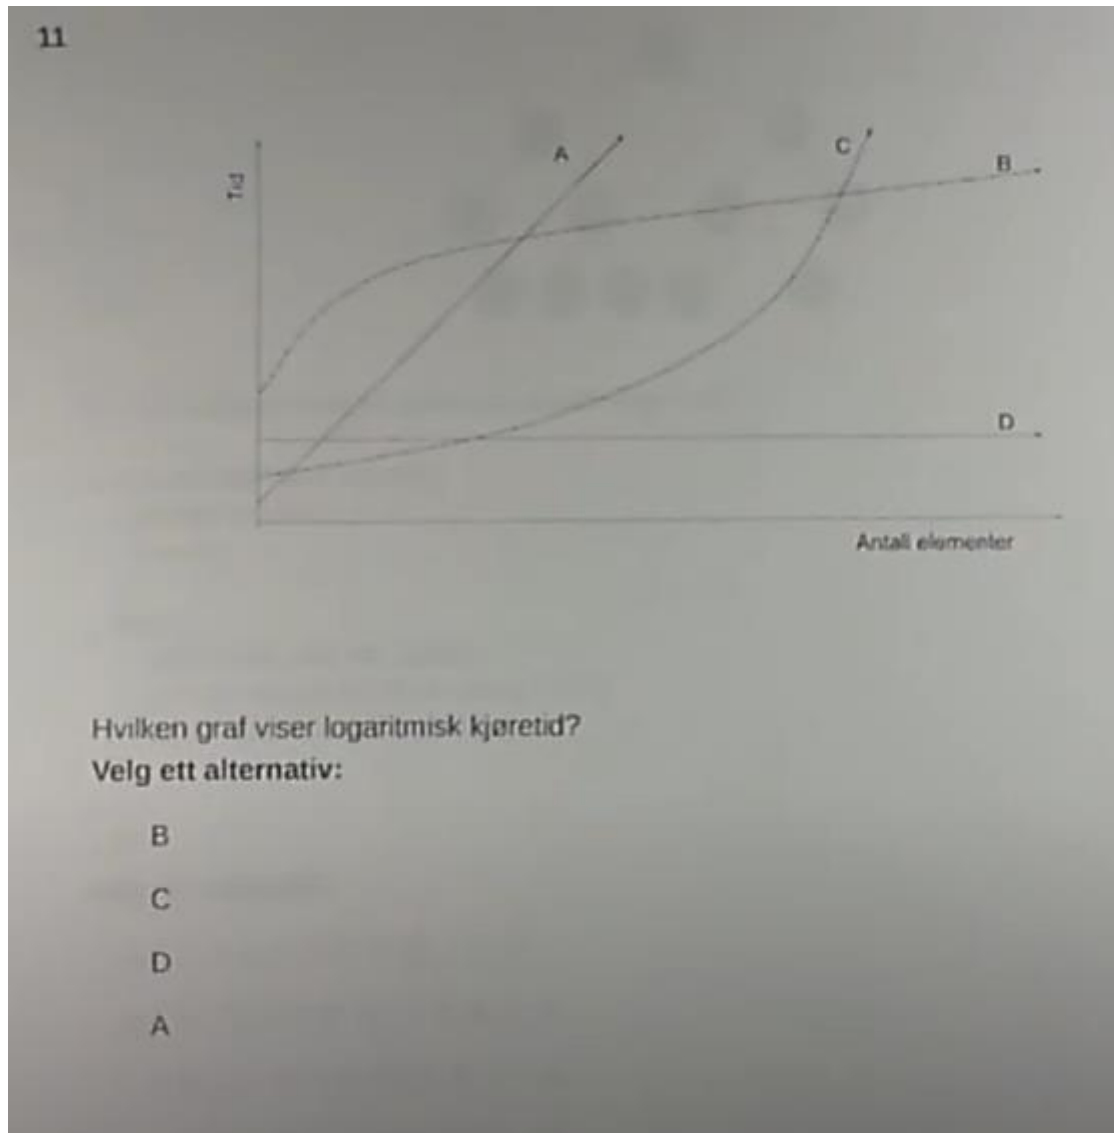 11
A
C
B
Tid
D
Antall elementer
Hvilken graf viser logaritmisk kjøretid?
Velg ett alternativ:
B
C
D
A